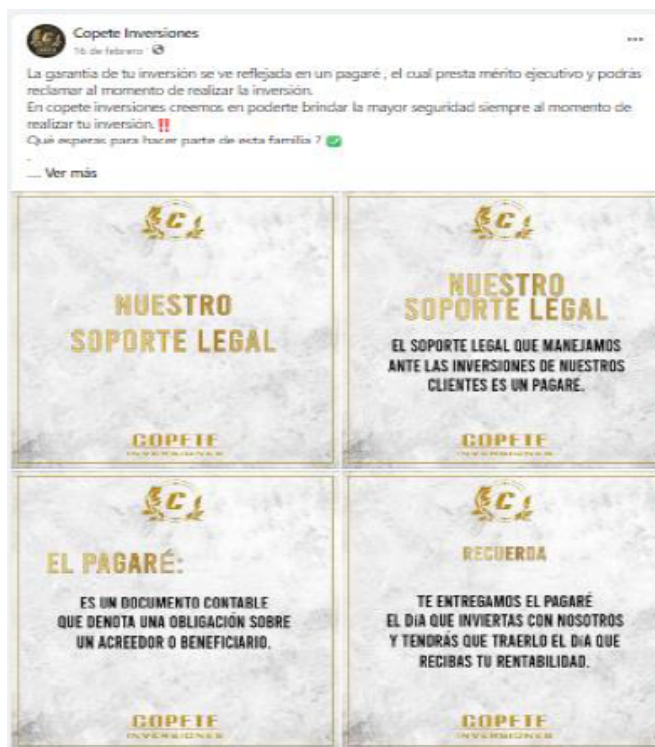 Copete Inversiones
16 de febrero
La garantía de tu inversión se ve reflejada en un pagaré , el cual presta mérito ejecutivo y podrás
reclamar al momento de realizar la inversión.
En copete inversiones creemos en poderte brindar la mayor seguridad siempre al momento de
realizar tu inversión. ‼️
Qué esperas para hacer parte de esta familia ? ✅
.
.... Ver más
C
NUESTRO
SOPORTE LEGAL
COPETE
INVERSIONES
C
NUESTRO
SOPORTE LEGAL
EL SOPORTE LEGAL QUE MANEJAMOS
ANTE LAS INVERSIONES DE NUESTROS
CLIENTES ES UN PAGARÉ.
COPETE
INVERSIONES
C
EL PAGARÉ:
ES UN DOCUMENTO CONTABLE
QUE DENOTA UNA OBLIGACIÓN SOBRE
UN ACREEDOR O BENEFICIARIO.
COPETE
INVERSIONES
C
RECUERDA
TE ENTREGAMOS EL PAGARÉ
EL DíA QUE INVIERTAS CON NOSOTROS
Y TENDRÁS QUE TRAERLO EL DíA QUE
RECIBAS TU RENTABILIDAD.
COPETE
INVERSIONES